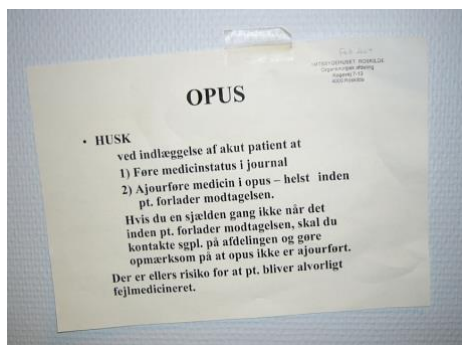 OPUS
• HUSK
ved indlæggelse af akut patient at
1) Føre medicinstatus i journal
2) Ajourføre medicin i opus – helst inden
pt. forlader modtagelsen.
Hvis du en sjælden gang ikke når det
inden pt. forlader modtagelsen, skal du
kontakte sgpl. på afdelingen og gøre
opmærksom på at opus ikke er ajourført.
Der er ellers risiko for at pt. bliver alvorligt
fejlmedicineret.